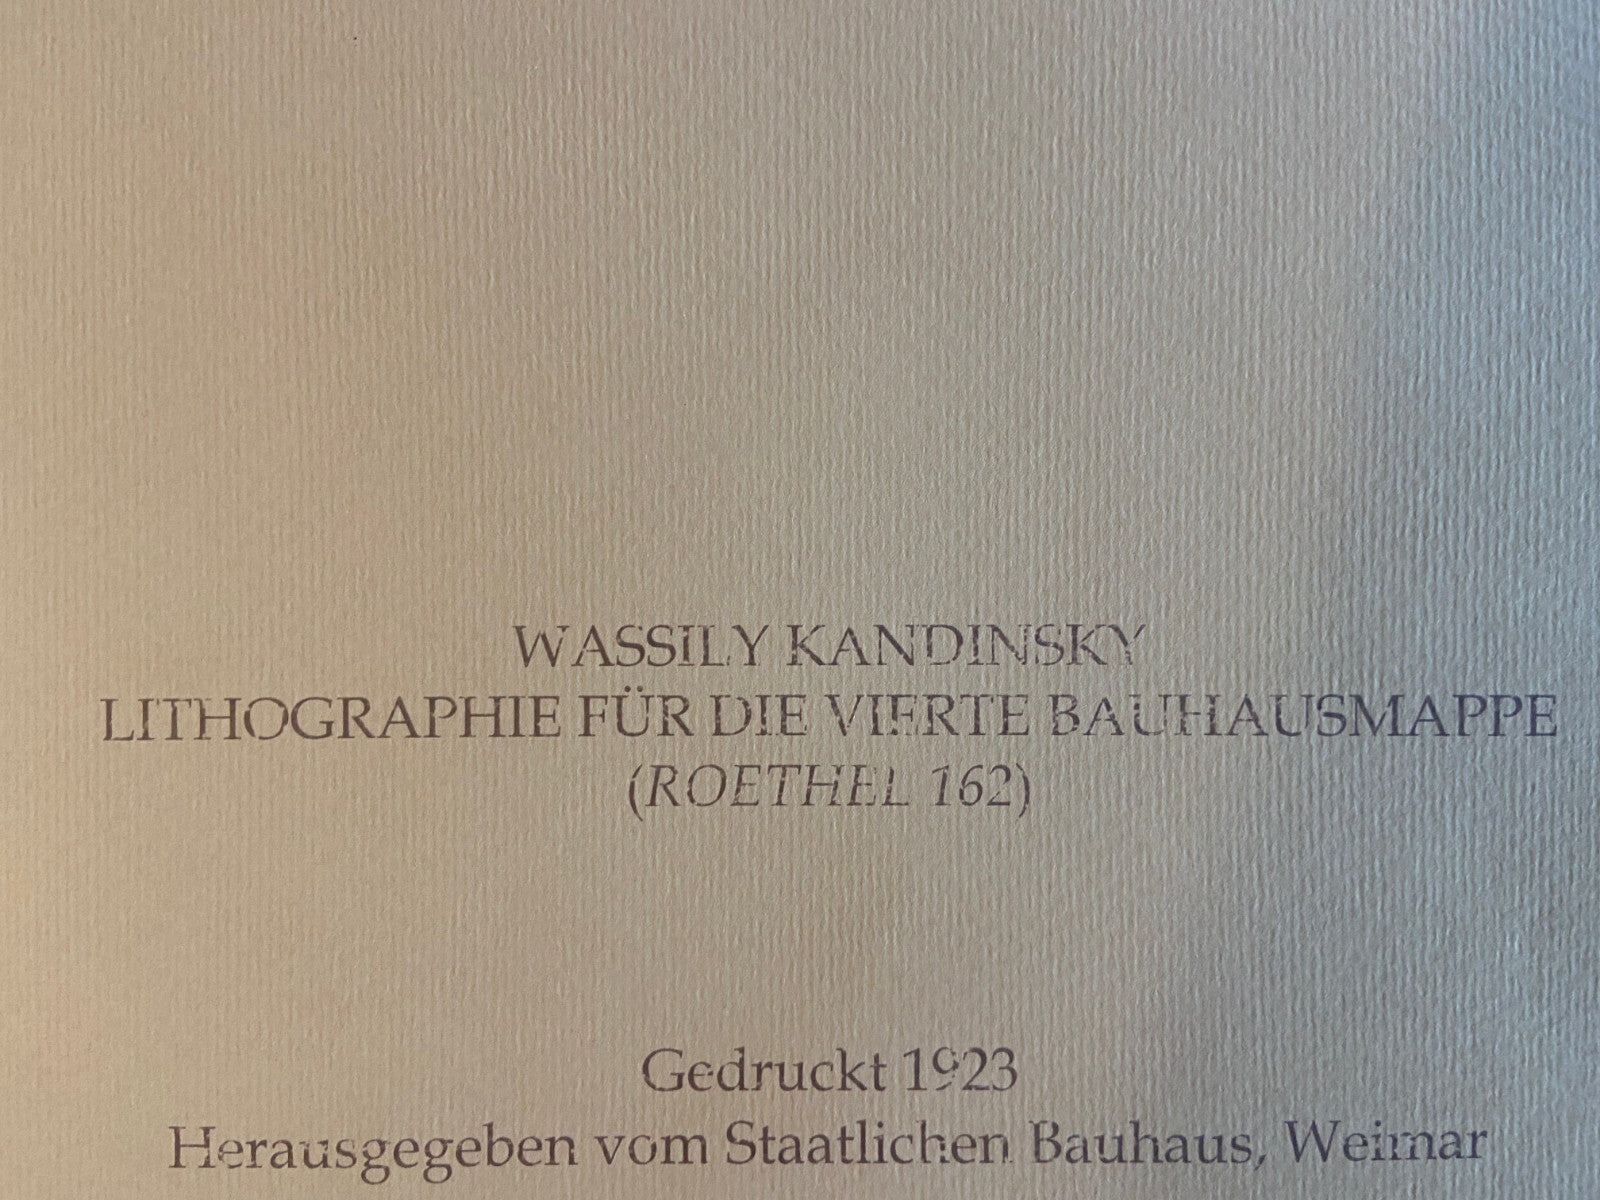 WASSILY KANDINSKY
LITHOGRAPHIE FÜR DIE VIERTE BAUHAUSMAPPE
(ROETHEL 162)
Gedruckt 1923
Herausgegeben vom Staatlichen Bauhaus, Weimar